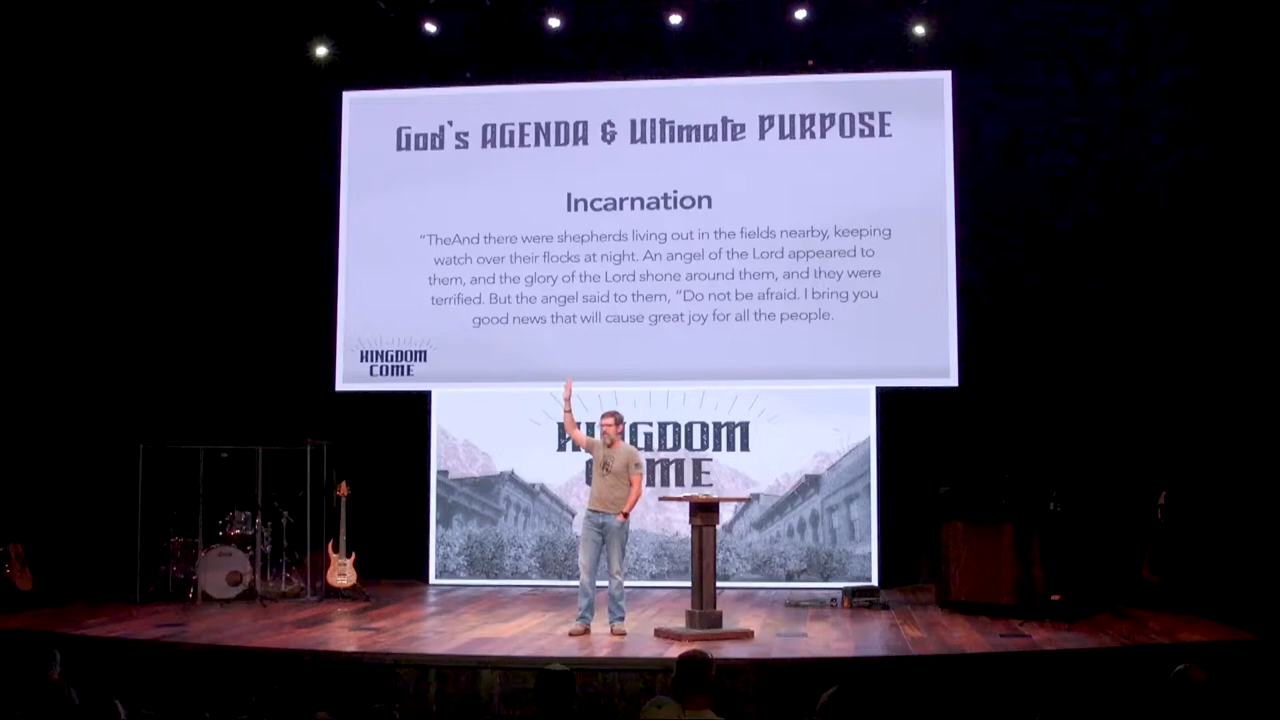 God's AGENDA & Ultimate PURPOSE
Incarnation
“TheAnd there were shepherds living out in the fields nearby, keeping
watch over their flocks at night. An angel of the Lord appeared to
them, and the glory of the Lord shone around them, and they were
terrified. But the angel said to them, “Do not be afraid. I bring you
good news that will cause great joy for all the people.
KINGDOM
COME
KINGDOM
COME